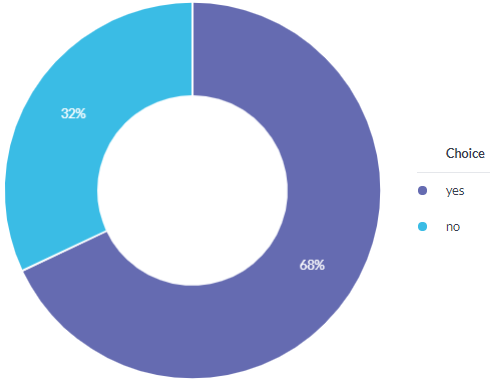 32%
68%
Choice
yes
no